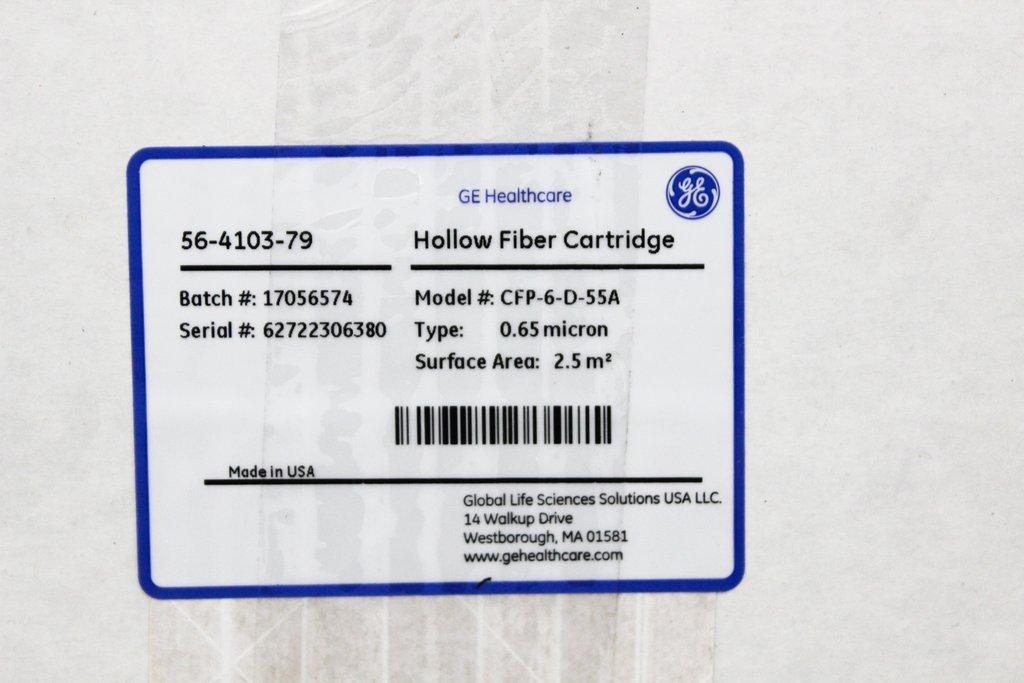 GE Healthcare
GE
56-4103-79
Hollow Fiber Cartridge
Batch #: 17056574
Serial #: 62722306380
Model #: CFP-6-D-55A
Type: 0.65 micron
Surface Area: 2.5 m²
Made in USA
Global Life Sciences Solutions USA LLC.
14 Walkup Drive
Westborough, MA 01581
www.gehealthcare.com